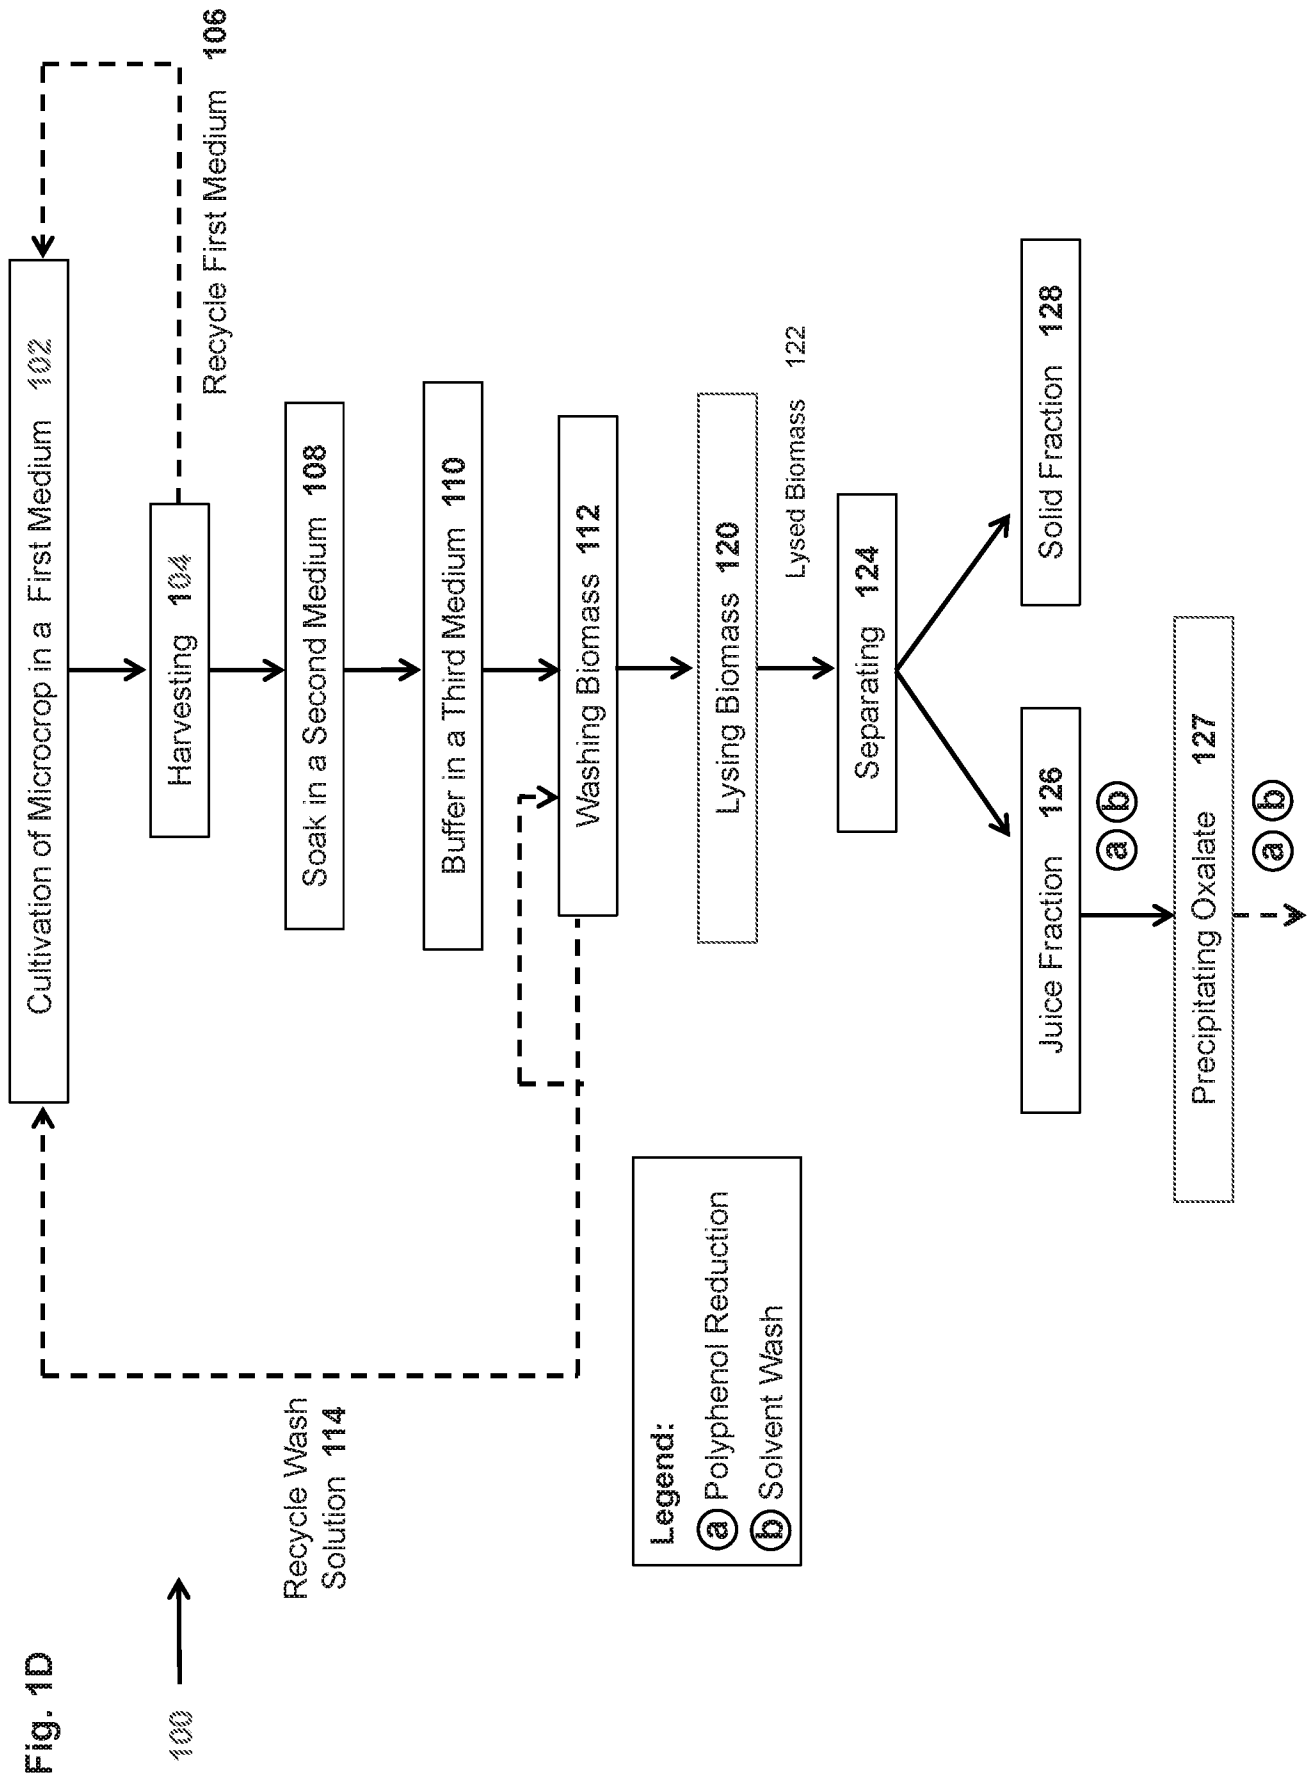 Fig. 1D
100
Cultivation of Microcrop in a First Medium 102
Harvesting 104
Recycle First Medium 106
Soak in a Second Medium 108
Recycle Wash
Solution 114
Buffer in a Third Medium 110
Washing Biomass 112
Lysing Biomass 120
Lysed Biomass 122
Separating 124
Juice Fraction 126
Solid Fraction 128
a b
Precipitating Oxalate 127
a b
Legend:
a Polyphenol Reduction
b Solvent Wash